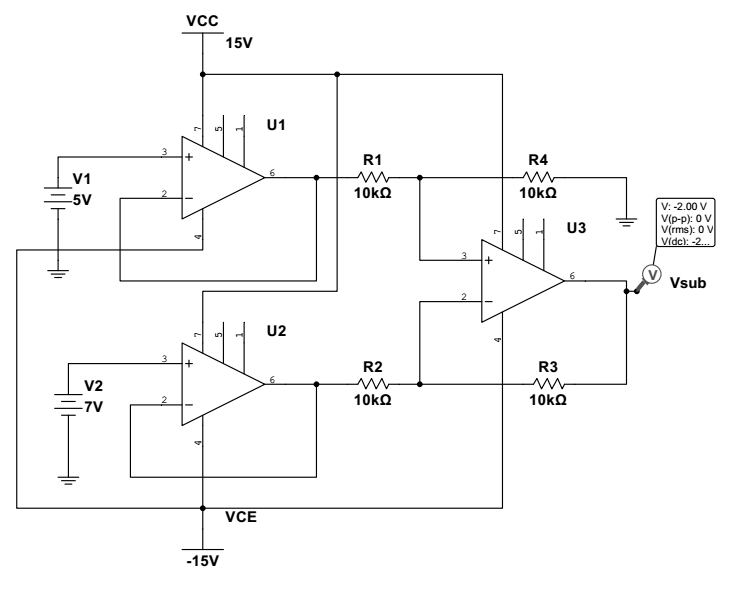 VCC
15V
U1
7
5
1
3
2
6
4
V1
5V
R1
10kΩ
R4
10kΩ
U3
7
5
1
3
2
6
4
V: -2.00 V
V(p-p): 0 V
V(rms): 0 V
V(dc): -2...
V
Vsub
U2
7
5
1
3
2
6
4
V2
7V
R2
10kΩ
R3
10kΩ
VCE
-15V